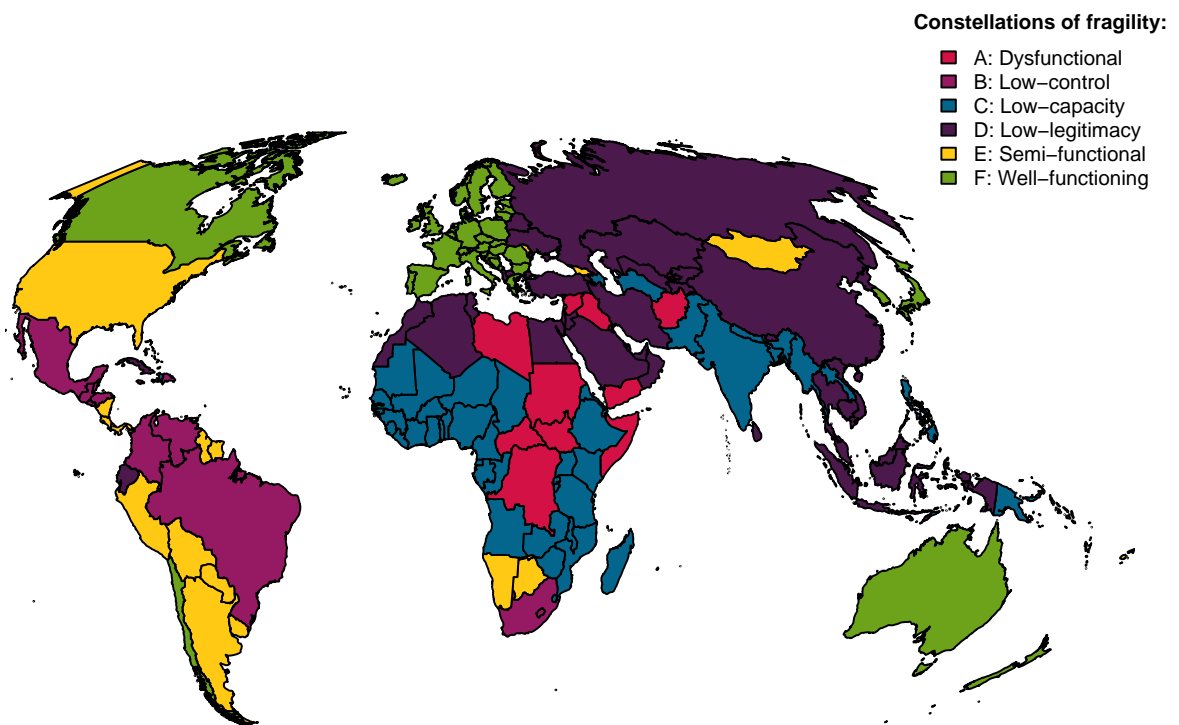 Constellations of fragility:
A: Dysfunctional
B: Low−control
C: Low−capacity
D: Low−legitimacy
E: Semi−functional
F: Well−functioning